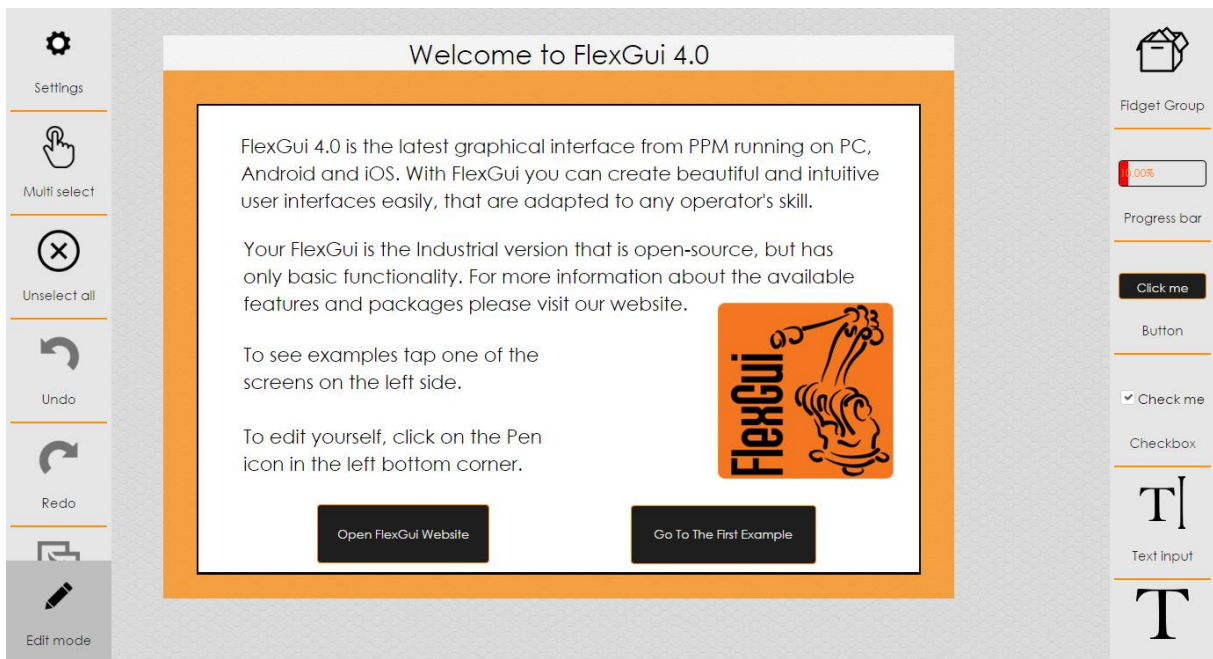 Settings
Multi select
Unselect all
Undo
Redo
Edit mode
Welcome to FlexGui 4.0
FlexGui 4.0 is the latest graphical interface from PPM running on PC,
Android and iOS. With FlexGui you can create beautiful and intuitive
user interfaces easily, that are adapted to any operator's skill.
Your FlexGui is the Industrial version that is open-source, but has
only basic functionality. For more information about the available
features and packages please visit our website.
To see examples tap one of the
screens on the left side.
To edit yourself, click on the Pen
icon in the left bottom corner.
FlexGui
Open FlexGui Website
Go To The First Example
Fidget Group
10.00%
Progress bar
Click me
Button
Check me
Checkbox
T
Text input
T